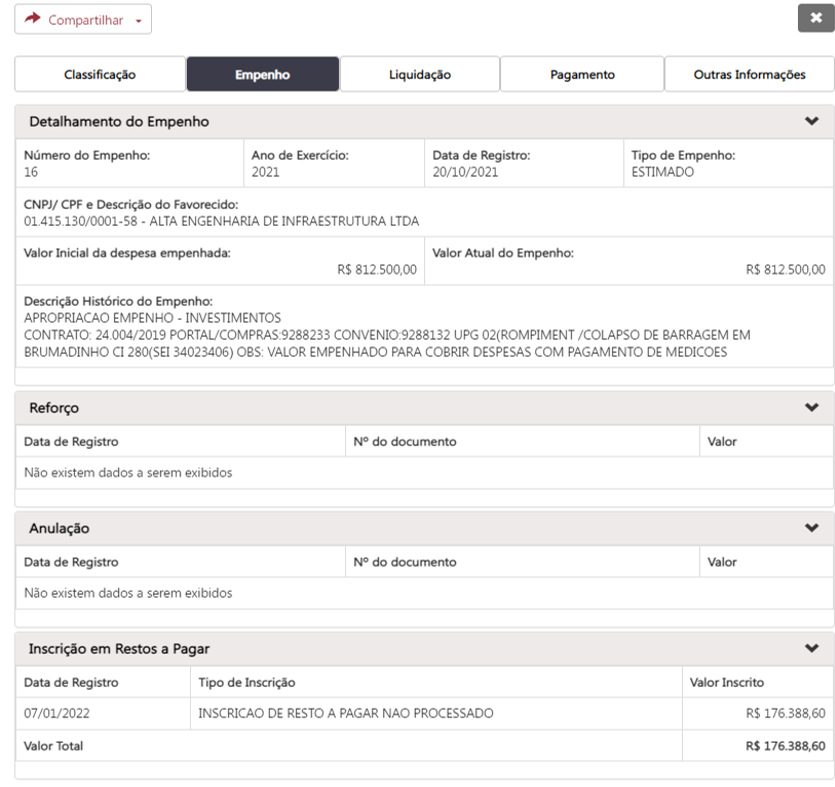 Compartilhar
Classificação
Empenho
Liquidação
Pagamento
Outras Informações
Detalhamento do Empenho
Número do Empenho:
16
Ano de Exercício:
2021
Data de Registro:
20/10/2021
Tipo de Empenho:
ESTIMADO
CNPJ/ CPF e Descrição do Favorecido:
01.415.130/0001-58 - ALTA ENGENHARIA DE INFRAESTRUTURA LTDA
Valor Inicial da despesa empenhada:
R$ 812.500,00
Valor Atual do Empenho:
R$ 812.500,00
Descrição Histórico do Empenho:
APROPRIACAO EMPENHO - INVESTIMENTOS
CONTRATO: 24.004/2019 PORTAL/COMPRAS:9288233 CONVENIO:9288132 UPG 02(ROMPIMENT /COLAPSO DE BARRAGEM EM
BRUMADINHO CI 280(SEI 34023406) OBS: VALOR EMPENHADO PARA COBRIR DESPESAS COM PAGAMENTO DE MEDICOES
Reforço
Data de Registro
Nº do documento
Valor
Não existem dados a serem exibidos
Anulação
Data de Registro
Nº do documento
Valor
Não existem dados a serem exibidos
Inscrição em Restos a Pagar
Data de Registro
Tipo de Inscrição
Valor Inscrito
07/01/2022
INSCRICAO DE RESTO A PAGAR NAO PROCESSADO
R$ 176.388,60
Valor Total
R$ 176.388,60